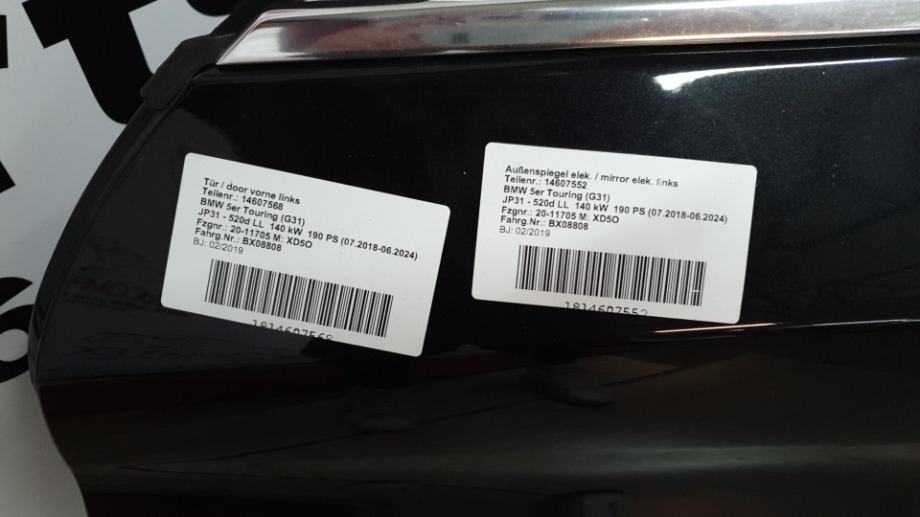 Tür / door vorne links
Teilenr.: 14607568
BMW 5er Touring (G31)
JP31 - 520d LL 140 kW 190 PS (07.2018-06.2024)
Fzgnr.: 20-11705 M: XD5O
Fahrg.Nr.: BX08808
BJ: 02/2019
1814607568
Außenspiegel elek. / mirror elek. links
Teilenr.: 14607552
BMW 5er Touring (G31)
JP31 - 520d LL 140 kW 190 PS (07.2018-06.2024)
Fzgnr.: 20-11705 M: XD5O
Fahrg.Nr.: BX08808
BJ: 02/2019
1814607552